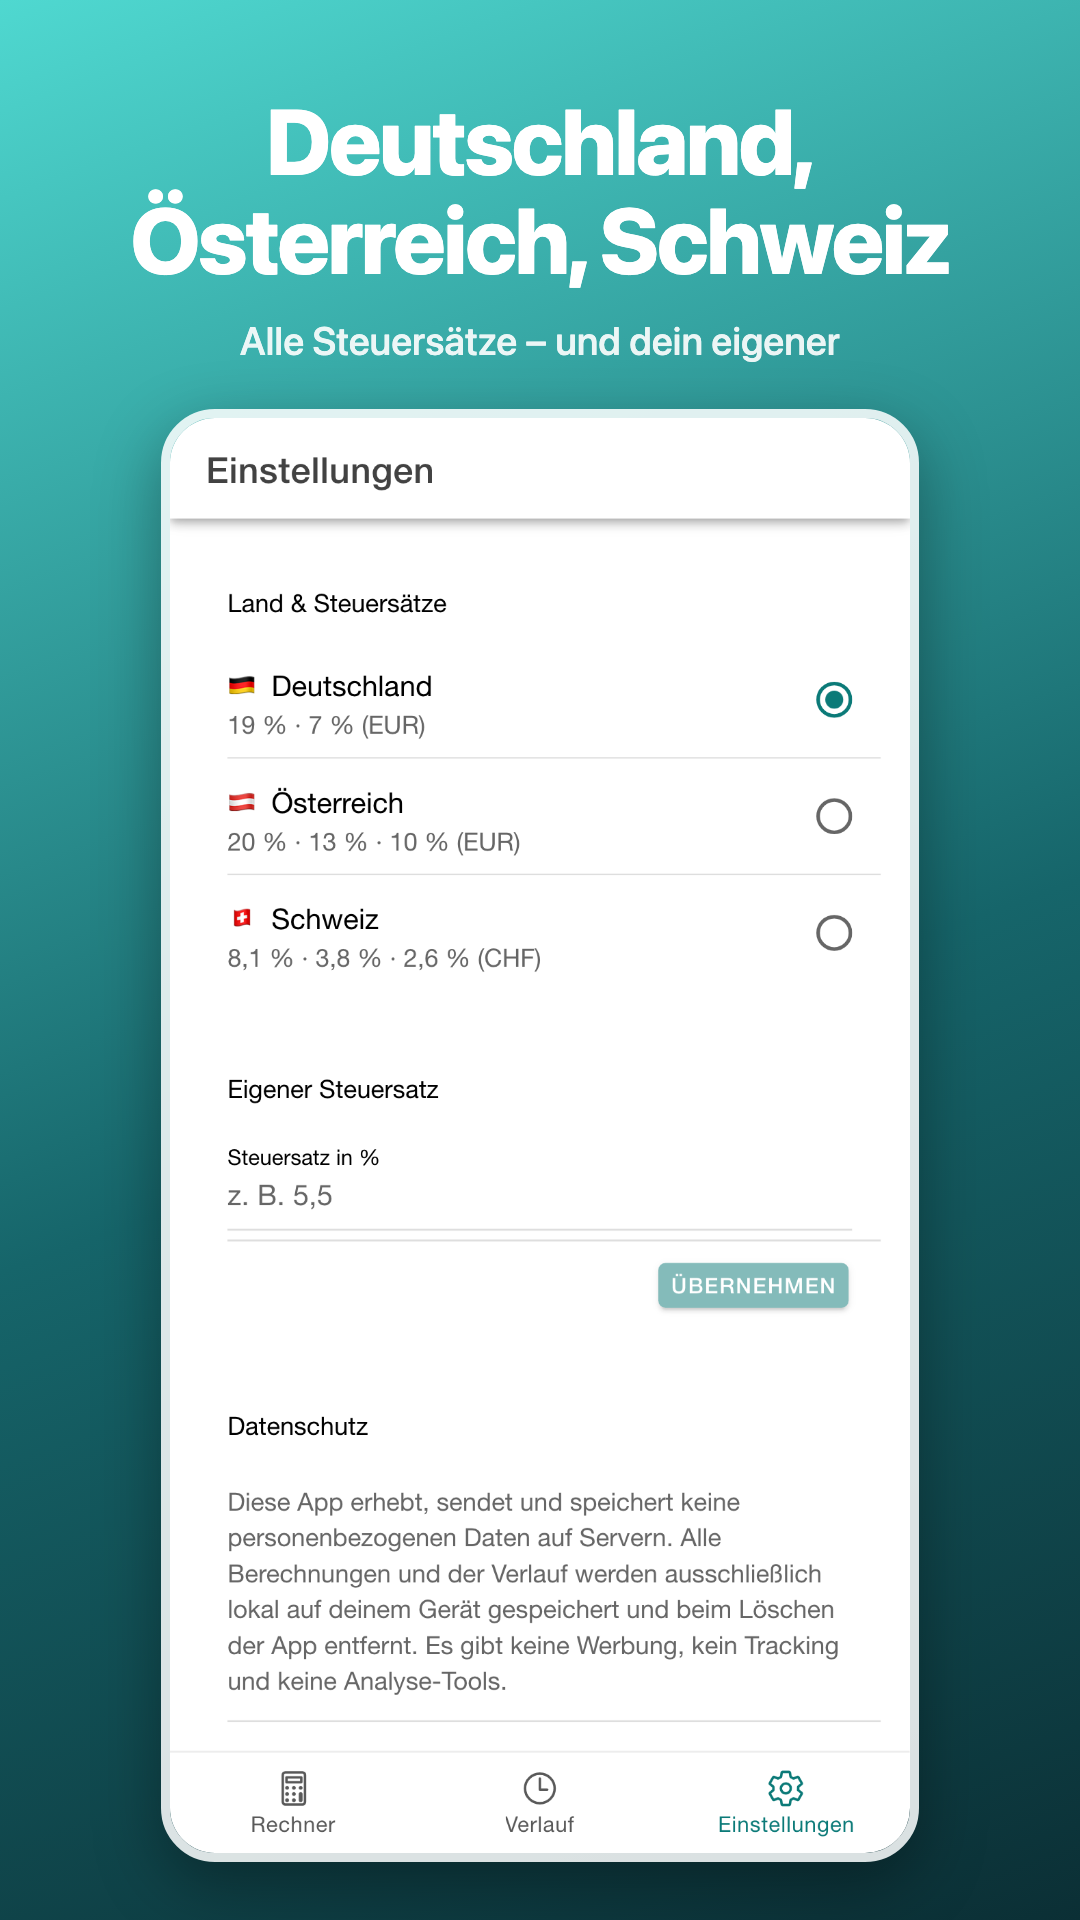 Deutschland,
Österreich, Schweiz
Alle Steuersätze – und dein eigener
Einstellungen
Land & Steuersätze
Deutschland
19 % · 7 % (EUR)
Österreich
20 % · 13 % · 10 % (EUR)
Schweiz
8,1 % · 3,8 % · 2,6 % (CHF)
Eigener Steuersatz
Steuersatz in %
z. B. 5,5
ÜBERNEHMEN
Datenschutz
Diese App erhebt, sendet und speichert keine
personenbezogenen Daten auf Servern. Alle
Berechnungen und der Verlauf werden ausschließlich
lokal auf deinem Gerät gespeichert und beim Löschen
der App entfernt. Es gibt keine Werbung, kein Tracking
und keine Analyse-Tools.
Rechner
Verlauf
Einstellungen